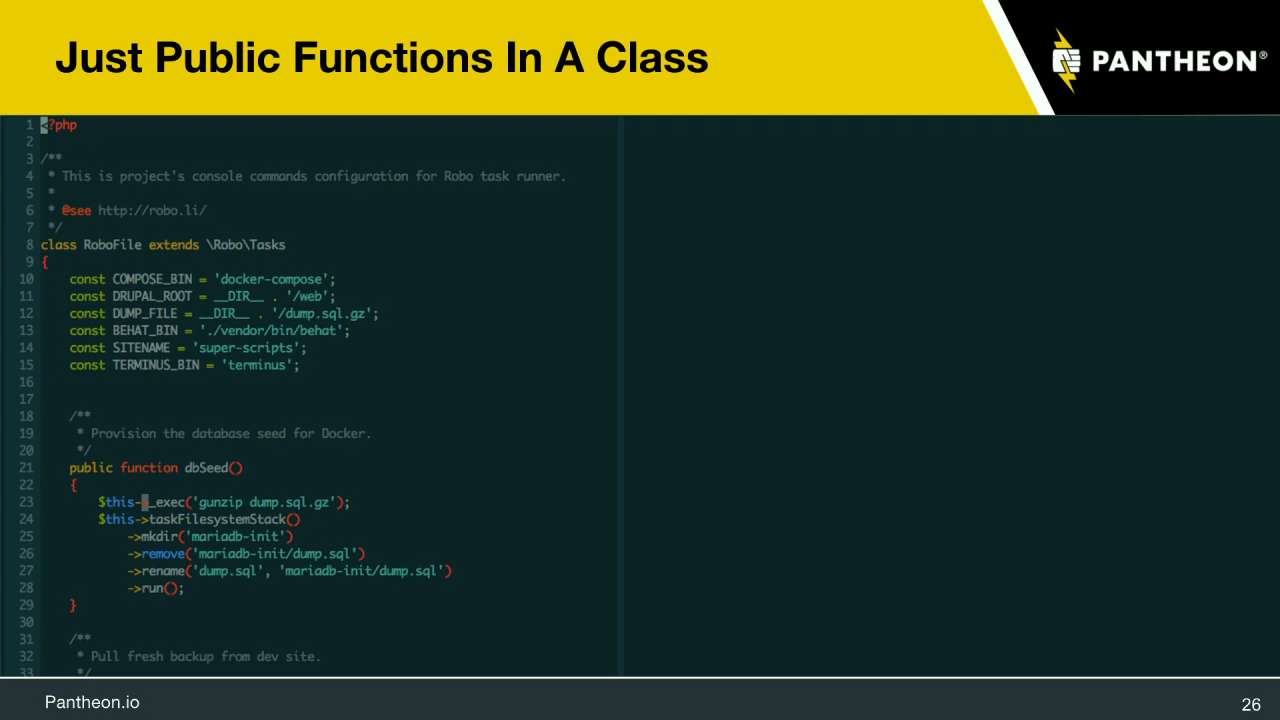 Just Public Functions In A Class
PANTHEON®
1 <?php
2
3 /**
4  * This is project's console commands configuration for Robo task runner.
5  *
6  * @see http://robo.li/
7  */
8 class RoboFile extends \Robo\Tasks
9 {
10     const COMPOSE_BIN = 'docker-compose';
11     const DRUPAL_ROOT = __DIR__ . '/web';
12     const DUMP_FILE = __DIR__ . '/dump.sql.gz';
13     const BEHAT_BIN = './vendor/bin/behat';
14     const SITENAME = 'super-scripts';
15     const TERMINUS_BIN = 'terminus';
16
17
18     /**
19      * Provision the database seed for Docker.
20      */
21     public function dbSeed()
22     {
23         $this->_exec('gunzip dump.sql.gz');
24         $this->taskFilesystemStack()
25             ->mkdir('mariadb-init')
26             ->remove('mariadb-init/dump.sql')
27             ->rename('dump.sql', 'mariadb-init/dump.sql')
28             ->run();
29     }
30
31     /**
32      * Pull fresh backup from dev site.
33      */
Pantheon.io
26